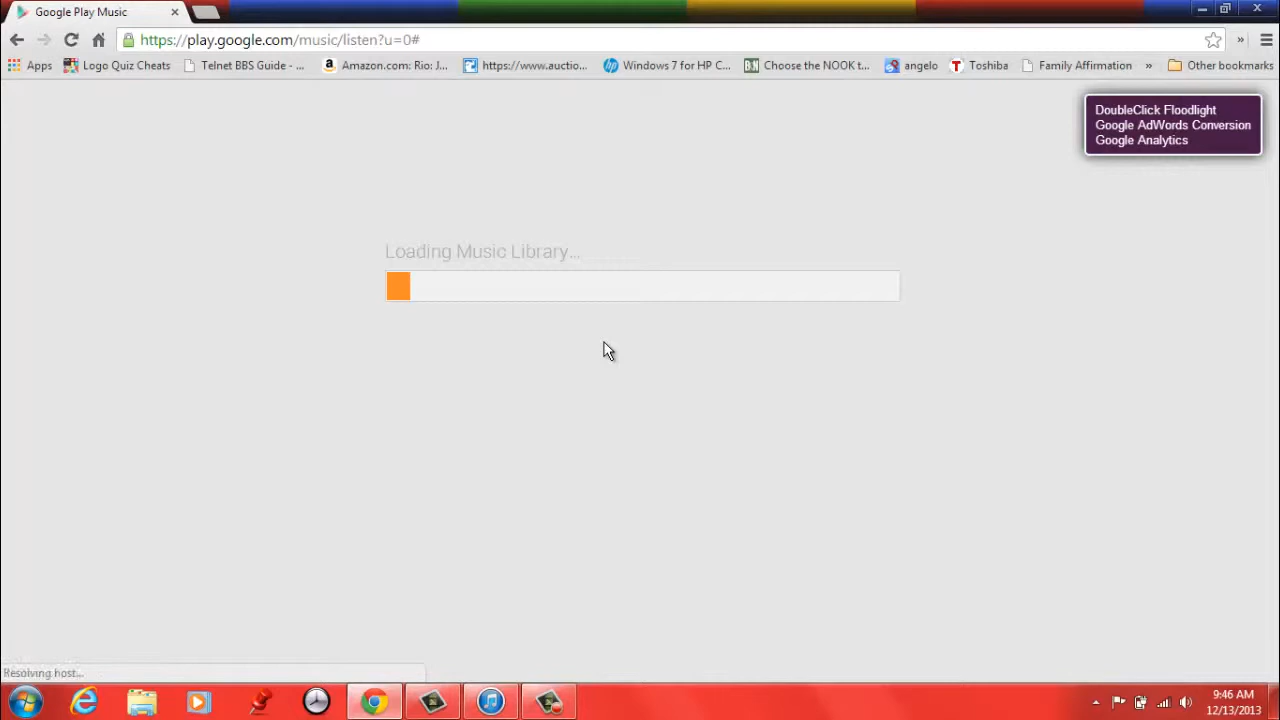 Google Play Music
https://play.google.com/music/listen?u=0#
Apps Logo Quiz Cheats Telnet BBS Guide - ... Amazon.com: Rio: J... https://www.auctio... Windows 7 for HP C... Choose the NOOK t... angelo Toshiba Family Affirmation » Other bookmarks
DoubleClick Floodlight
Google AdWords Conversion
Google Analytics
Loading Music Library...
Resolving host...
9:46 AM
12/13/2013